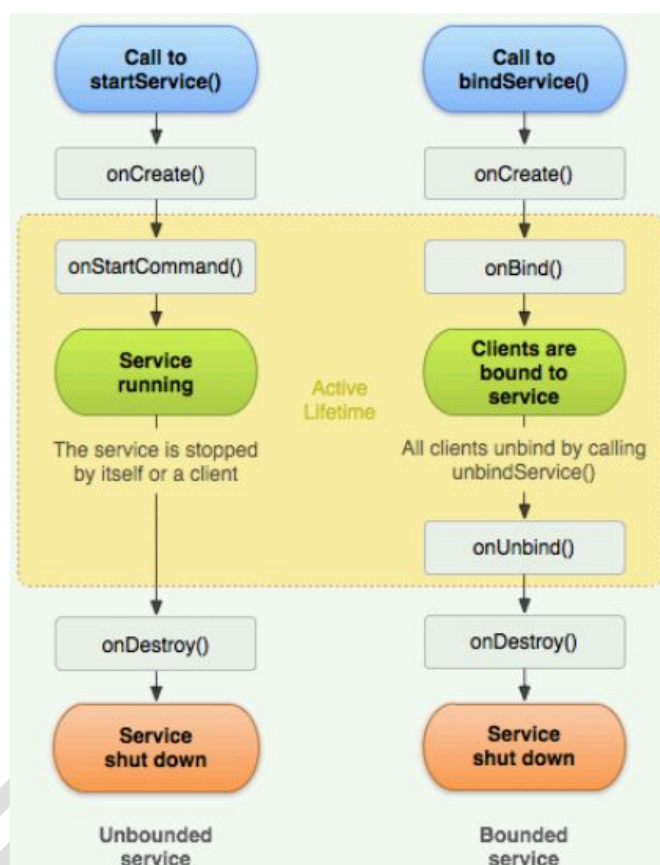 Call to
startService()
onCreate()
onStartCommand()
Service
running
The service is stopped
by itself or a client
onDestroy()
Service
shut down
Unbounded
service
Active
Lifetime
Call to
bindService()
onCreate()
onBind()
Clients are
bound to
service
All clients unbind by calling
unbindService()
onUnbind()
onDestroy()
Service
shut down
Bounded
service